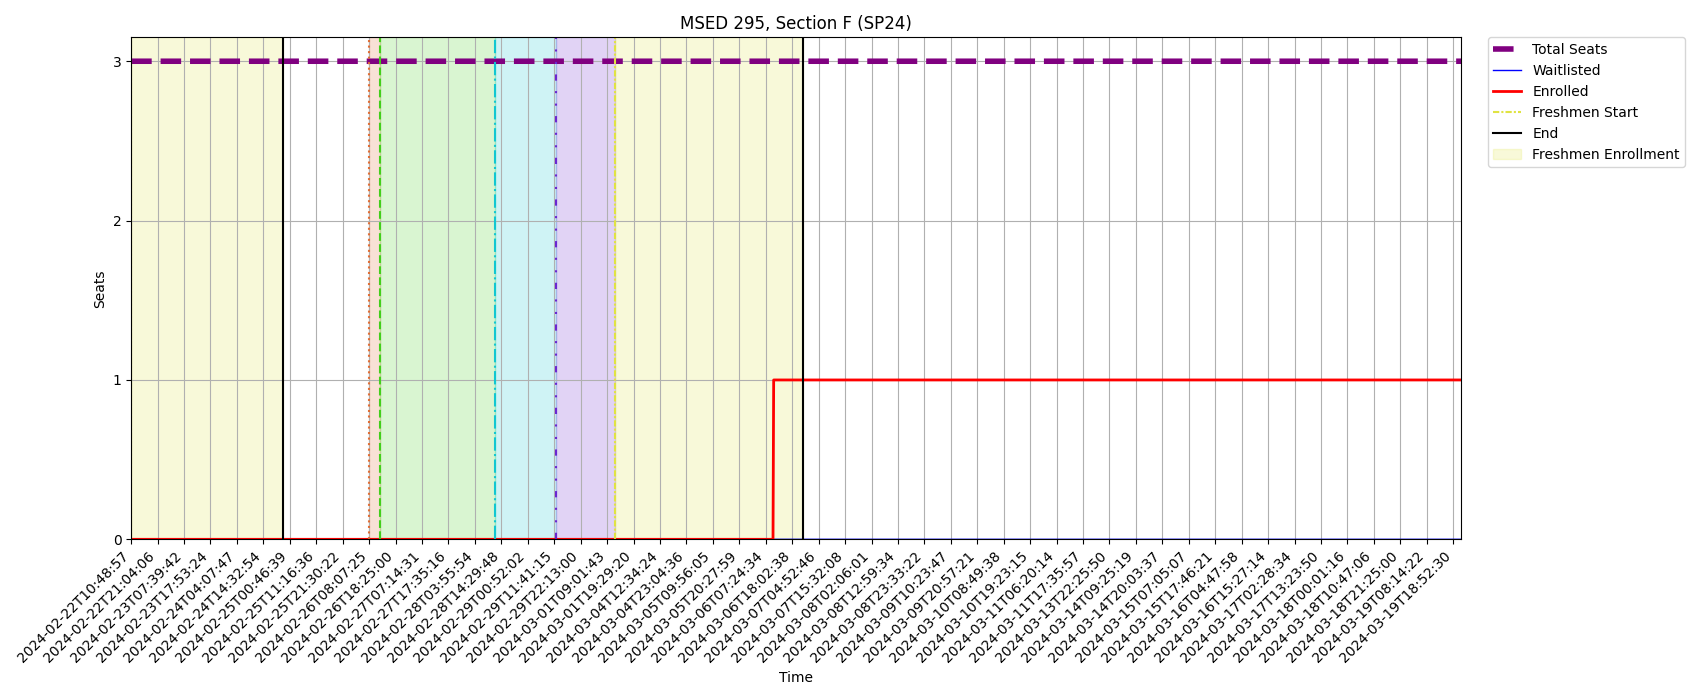 MSED 295, Section F (SP24)
Total Seats
Waitlisted
Enrolled
Freshmen Start
End
Freshmen Enrollment
Seats
3
2
1
0
2024-02-22T10:48:57
2024-02-22T21:04:06
2024-02-23T07:39:42
2024-02-23T17:53:24
2024-02-24T04:07:47
2024-02-24T14:32:54
2024-02-25T00:46:39
2024-02-25T11:16:36
2024-02-25T21:30:22
2024-02-26T08:07:25
2024-02-26T18:25:00
2024-02-27T07:14:31
2024-02-27T17:35:16
2024-02-28T03:55:54
2024-02-28T14:29:48
2024-02-29T00:52:02
2024-02-29T11:41:15
2024-02-29T22:13:00
2024-03-01T09:01:43
2024-03-01T19:29:20
2024-03-04T12:34:24
2024-03-04T23:04:36
2024-03-05T09:56:05
2024-03-05T20:27:59
2024-03-06T07:24:34
2024-03-06T18:02:38
2024-03-07T04:52:46
2024-03-07T15:32:08
2024-03-08T02:06:01
2024-03-08T12:59:34
2024-03-08T23:33:22
2024-03-09T10:23:47
2024-03-09T20:57:21
2024-03-10T08:49:38
2024-03-10T19:23:15
2024-03-11T06:20:14
2024-03-11T17:35:57
2024-03-13T22:25:50
2024-03-14T09:25:19
2024-03-14T20:03:37
2024-03-15T07:05:07
2024-03-15T17:46:21
2024-03-16T04:47:58
2024-03-16T15:27:14
2024-03-17T02:28:34
2024-03-17T13:23:50
2024-03-18T00:01:16
2024-03-18T10:47:06
2024-03-18T21:25:00
2024-03-19T08:14:22
2024-03-19T18:52:30
Time